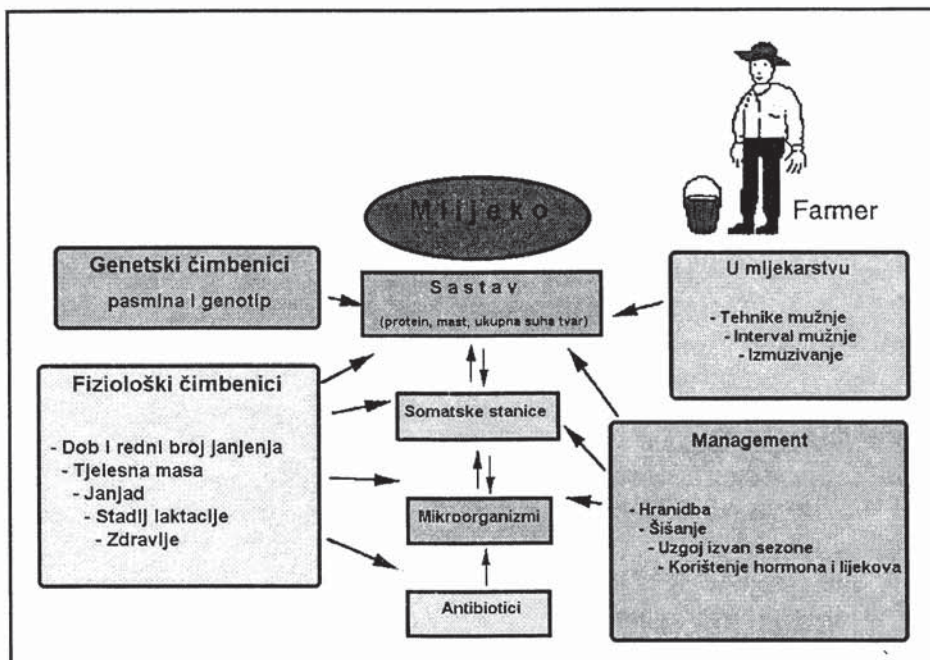 Mlijeko
Farmer
Genetski čimbenici
pasmina i genotip
Sastav
(protein, mast, ukupna suha tvar)
U mljekarstvu
- Tehnike mužnje
- Interval mužnje
- Izmuzivanje
Fiziološki čimbenici
- Dob i redni broj janjenja
- Tjelesna masa
- Janjad
- Stadij laktacije
- Zdravlje
Somatske stanice
Mikroorganizmi
Antibiotici
Management
- Hranidba
- Šišanje
- Uzgoj izvan sezone
- Korištenje hormona i lijekova